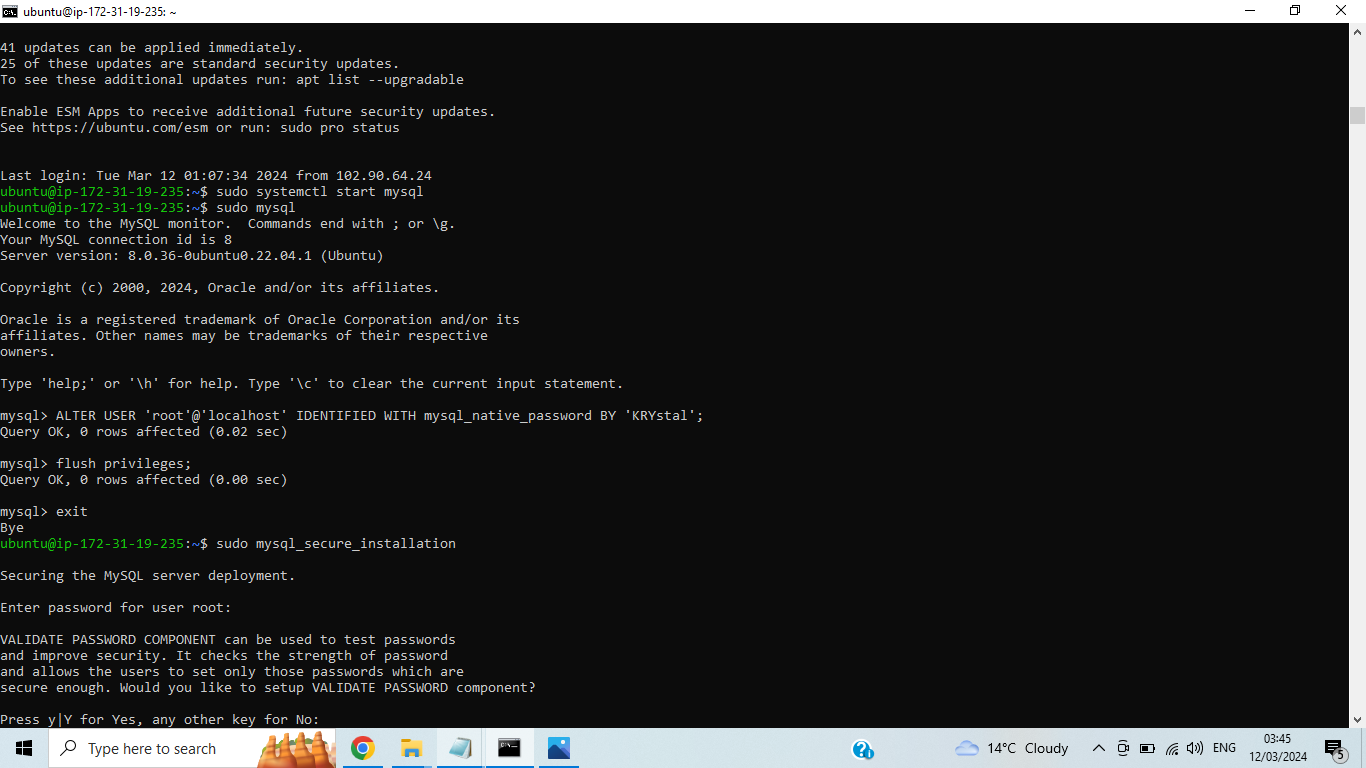 ubuntu@ip-172-31-19-235: ~
41 updates can be applied immediately.
25 of these updates are standard security updates.
To see these additional updates run: apt list --upgradable
Enable ESM Apps to receive additional future security updates.
See https://ubuntu.com/esm or run: sudo pro status
Last login: Tue Mar 12 01:07:34 2024 from 102.90.64.24
ubuntu@ip-172-31-19-235:~$ sudo systemctl start mysql
ubuntu@ip-172-31-19-235:~$ sudo mysql
Welcome to the MySQL monitor.  Commands end with ; or \g.
Your MySQL connection id is 8
Server version: 8.0.36-0ubuntu0.22.04.1 (Ubuntu)
Copyright (c) 2000, 2024, Oracle and/or its affiliates.
Oracle is a registered trademark of Oracle Corporation and/or its
affiliates. Other names may be trademarks of their respective
owners.
Type 'help;' or '\h' for help. Type '\c' to clear the current input statement.
mysql> ALTER USER 'root'@'localhost' IDENTIFIED WITH mysql_native_password BY 'KRYstal';
Query OK, 0 rows affected (0.02 sec)
mysql> flush privileges;
Query OK, 0 rows affected (0.00 sec)
mysql> exit
Bye
ubuntu@ip-172-31-19-235:~$ sudo mysql_secure_installation
Securing the MySQL server deployment.
Enter password for user root:
VALIDATE PASSWORD COMPONENT can be used to test passwords
and improve security. It checks the strength of password
and allows the users to set only those passwords which are
secure enough. Would you like to setup VALIDATE PASSWORD component?
Press y|Y for Yes, any other key for No:
Type here to search
14°C Cloudy
ENG
03:45
12/03/2024
5